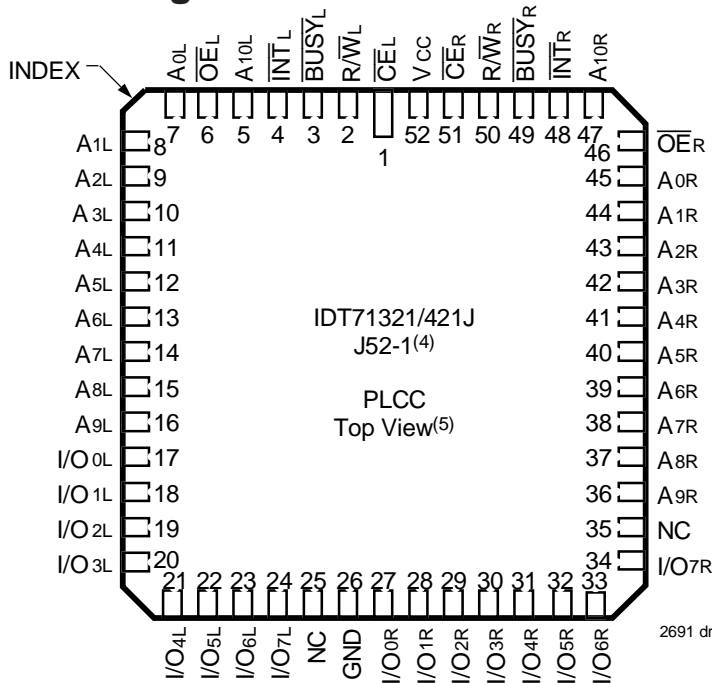 INDEX
A0L
OEL
A10L
INTL
BUSYL
R/WL
CEL
VCC
CER
R/WR
BUSYR
INTR
A10R
7
6
5
4
3
2
1
52
51
50
49
48
47
A1L 8
A2L 9
A3L 10
A4L 11
A5L 12
A6L 13
A7L 14
A8L 15
A9L 16
I/O0L 17
I/O1L 18
I/O2L 19
I/O3L 20
IDT71321/421J
J52-1(4)
PLCC
Top View(5)
46 OER
45 A0R
44 A1R
43 A2R
42 A3R
41 A4R
40 A5R
39 A6R
38 A7R
37 A8R
36 A9R
35 NC
34 I/O7R
21
22
23
24
25
26
27
28
29
30
31
32
33
I/O4L
I/O5L
I/O6L
I/O7L
NC
GND
I/O0R
I/O1R
I/O2R
I/O3R
I/O4R
I/O5R
I/O6R
2691 dr